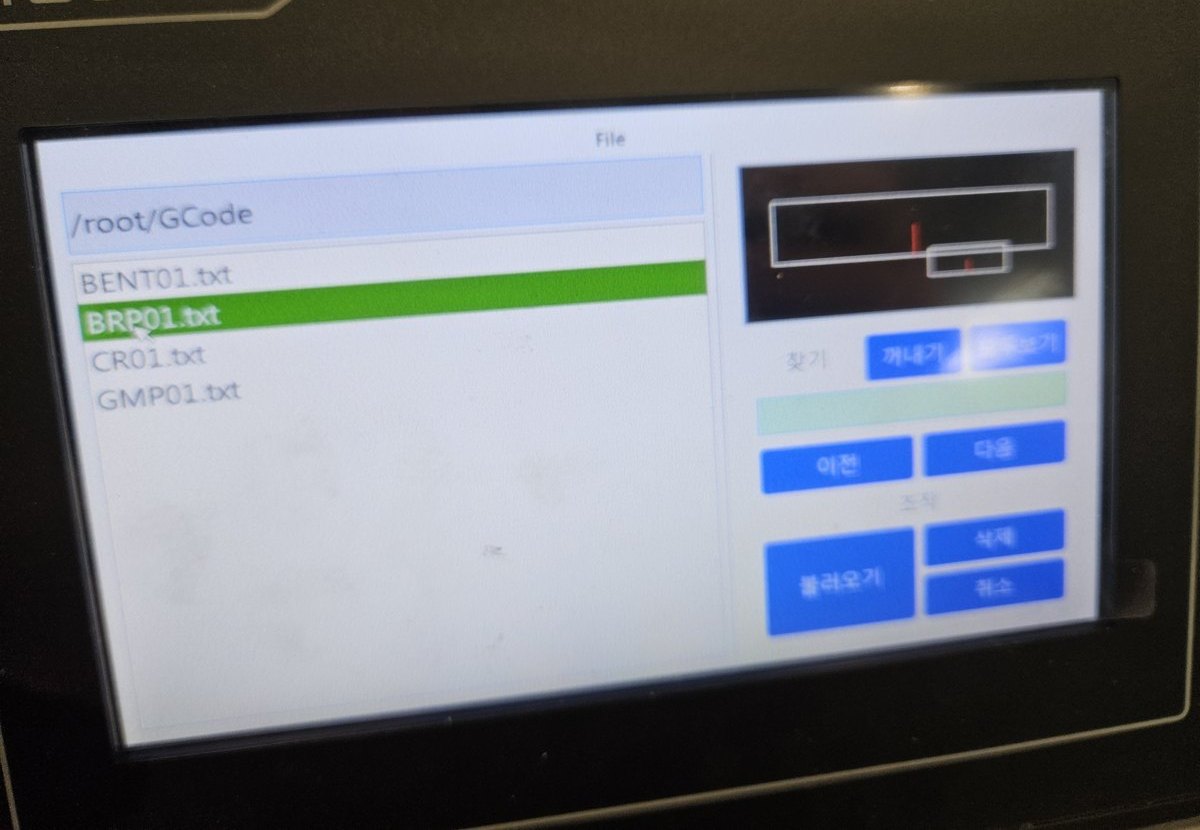 File
/root/GCode
BENT01.txt
BRP01.txt
CR01.txt
GMP01.txt
찾기
꺼내기
이전
다음
조작
불러오기
삭제
취소